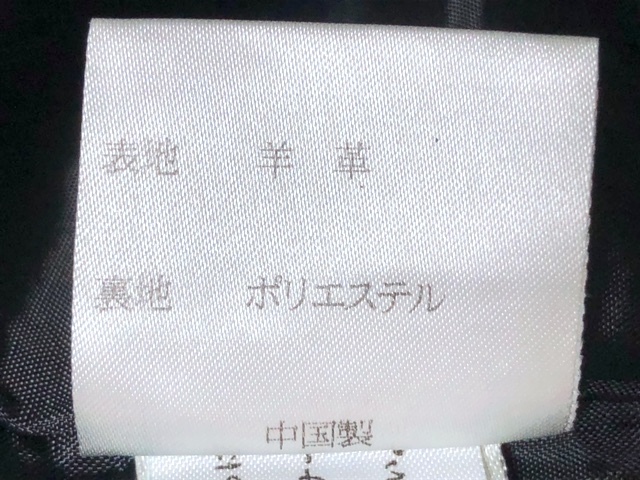 表地 羊革
裏地 ポリエステル
中国製